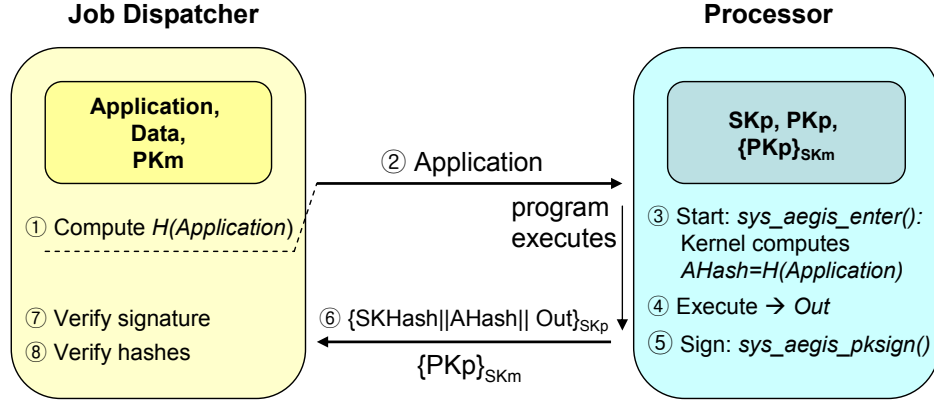 Job Dispatcher
Application,
Data,
PKm
① Compute H(Application)
⑦ Verify signature
⑧ Verify hashes
② Application
program
executes
⑥ {SKHash||AHash|| Out}SKp
{PKp}SKm
Processor
SKp, PKp,
{PKp}SKm
③ Start: sys_aegis_enter():
Kernel computes
AHash=H(Application)
④ Execute → Out
⑤ Sign: sys_aegis_pksign()